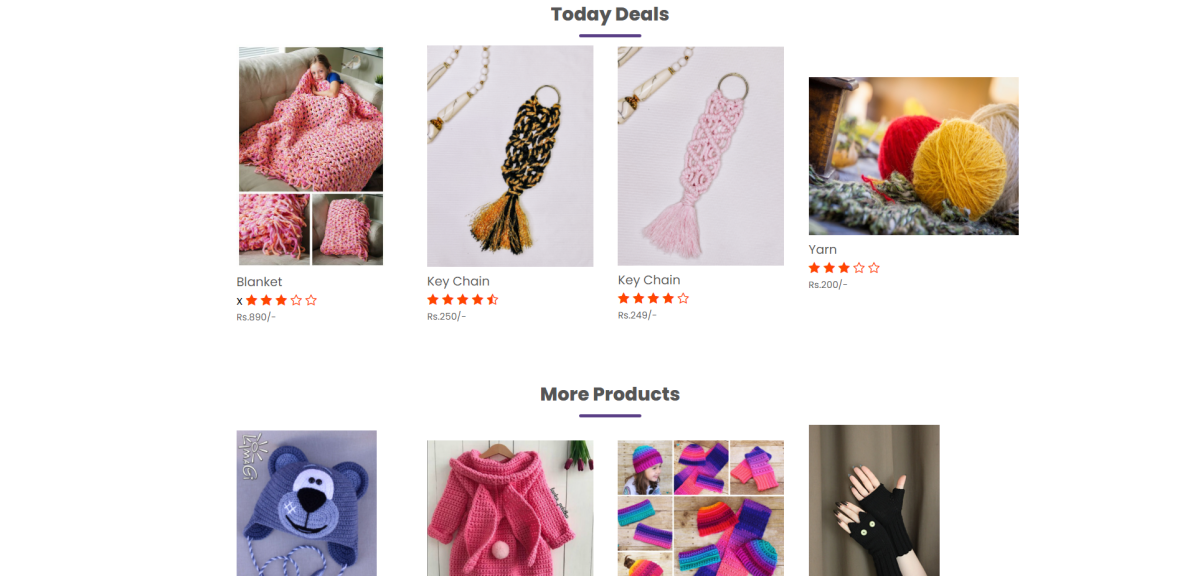 Today Deals
Blanket
x
Rs.890/-
Key Chain
Rs.250/-
Key Chain
Rs.249/-
Yarn
Rs.200/-
More Products